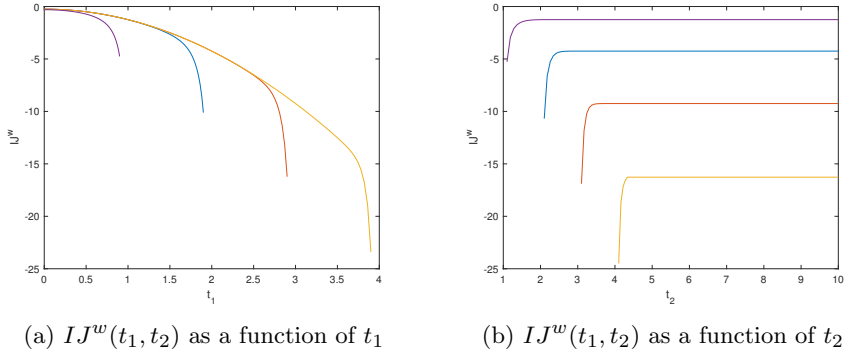 0
-5
-10
-15
-20
-25
IJ^w
0 0.5 1 1.5 2 2.5 3 3.5 4
t_1
0
-5
-10
-15
-20
-25
IJ^w
1 2 3 4 5 6 7 8 9 10
t_2
(a) IJ^w(t_1, t_2) as a function of t_1
(b) IJ^w(t_1, t_2) as a function of t_2